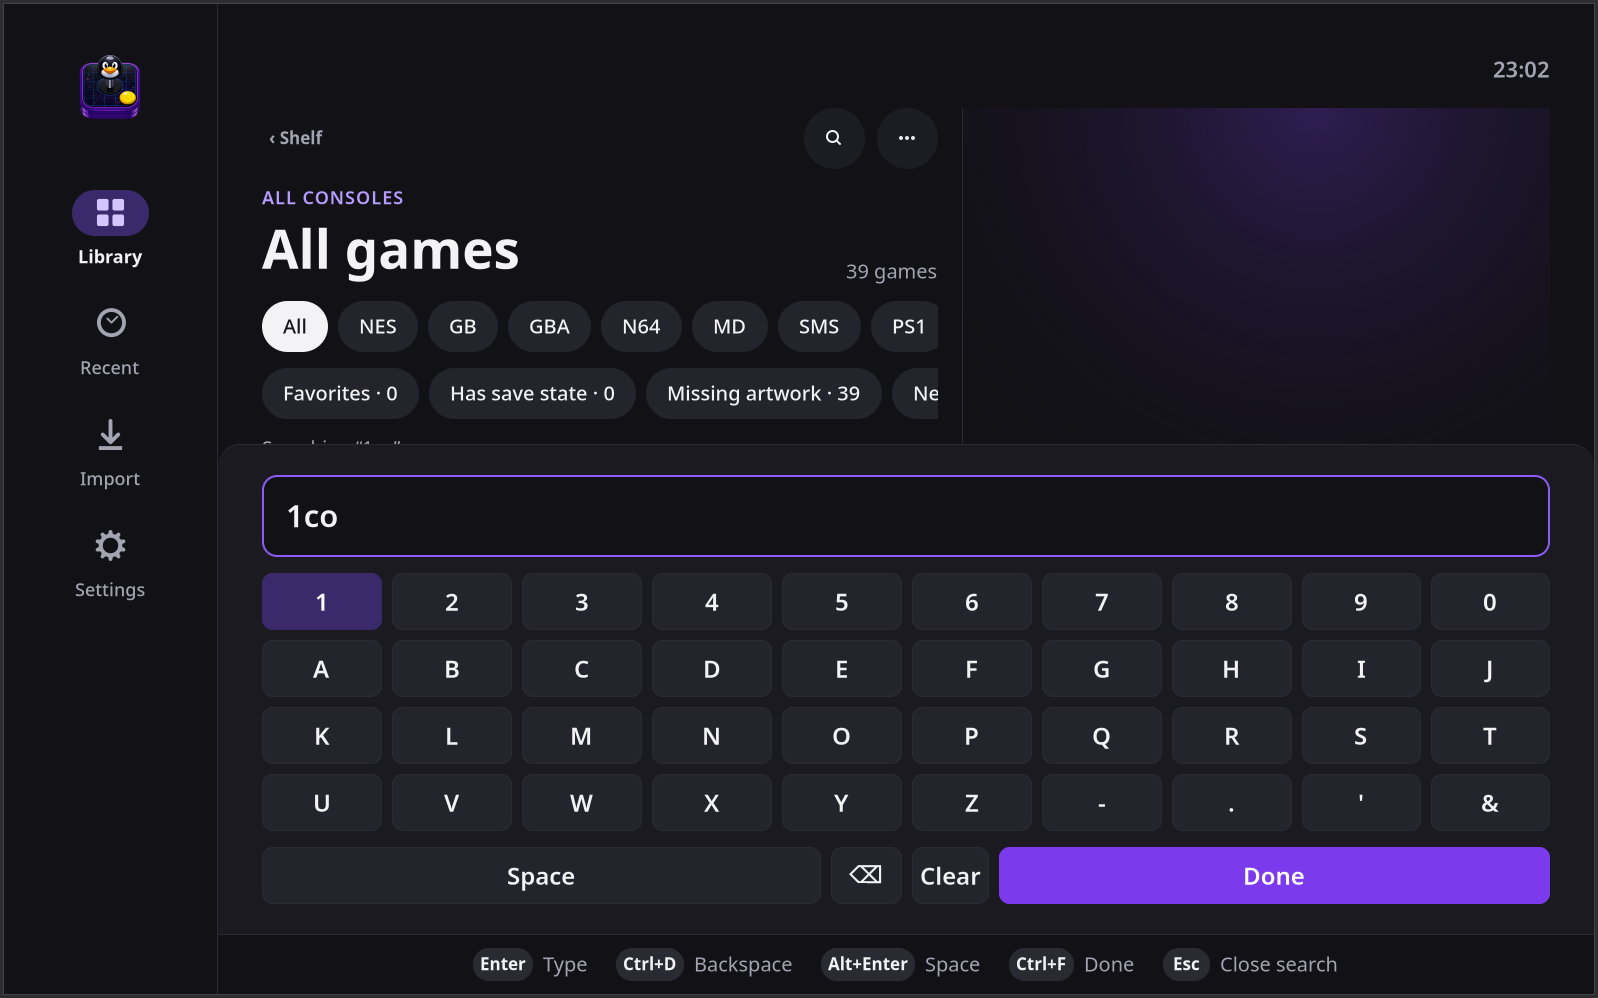 23:02
‹ Shelf
ALL CONSOLES
All games
39 games
All NES GB GBA N64 MD SMS PS1
Favorites · 0 Has save state · 0 Missing artwork · 39 Ne
Library
Recent
Import
Settings
1co
1 2 3 4 5 6 7 8 9 0
A B C D E F G H I J
K L M N O P Q R S T
U V W X Y Z - . ' &
Space Clear Done
Enter Type Ctrl+D Backspace Alt+Enter Space Ctrl+F Done Esc Close search